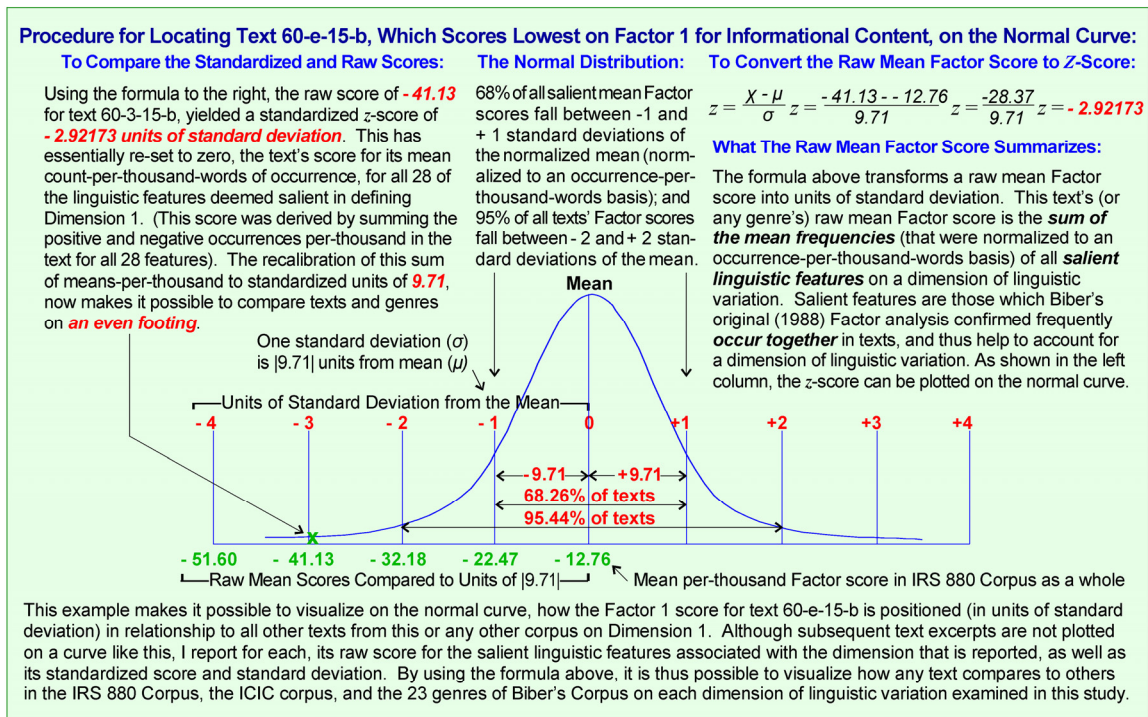 Procedure for Locating Text 60-e-15-b, Which Scores Lowest on Factor 1 for Informational Content, on the Normal Curve:
To Compare the Standardized and Raw Scores:
Using the formula to the right, the raw score of - 41.13
for text 60-3-15-b, yielded a standardized z-score of
- 2.92173 units of standard deviation. This has
essentially re-set to zero, the text's score for its mean
count-per-thousand-words of occurrence, for all 28 of
the linguistic features deemed salient in defining
Dimension 1. (This score was derived by summing the
positive and negative occurrences per-thousand in the
text for all 28 features). The recalibration of this sum
of means-per-thousand to standardized units of 9.71,
now makes it possible to compare texts and genres
on an even footing.
The Normal Distribution:
68% of all salient mean Factor
scores fall between -1 and
+ 1 standard deviations of
the normalized mean (norm-
alized to an occurrence-per-
thousand-words basis); and
95% of all texts' Factor scores
fall between - 2 and + 2 stan-
dard deviations of the mean.
To Convert the Raw Mean Factor Score to Z-Score:
z = χ - μ / σ z = - 41.13 - - 12.76 / 9.71 z = -28.37 / 9.71 z = - 2.92173
What The Raw Mean Factor Score Summarizes:
The formula above transforms a raw mean Factor
score into units of standard deviation. This text's (or
any genre's) raw mean Factor score is the sum of
the mean frequencies (that were normalized to an
occurrence-per-thousand-words basis) of all salient
linguistic features on a dimension of linguistic
variation. Salient features are those which Biber's
original (1988) Factor analysis confirmed frequently
occur together in texts, and thus help to account for
a dimension of linguistic variation. As shown in the left
column, the z-score can be plotted on the normal curve.
Mean
One standard deviation (σ)
is |9.71| units from mean (μ)
Units of Standard Deviation from the Mean
- 4 - 3 - 2 - 1 0 +1 +2 +3 +4
- 9.71 +9.71
68.26% of texts
95.44% of texts
x
- 51.60 - 41.13 - 32.18 - 22.47 - 12.76
Raw Mean Scores Compared to Units of |9.71|
Mean per-thousand Factor score in IRS 880 Corpus as a whole
This example makes it possible to visualize on the normal curve, how the Factor 1 score for text 60-e-15-b is positioned (in units of standard
deviation) in relationship to all other texts from this or any other corpus on Dimension 1. Although subsequent text excerpts are not plotted
on a curve like this, I report for each, its raw score for the salient linguistic features associated with the dimension that is reported, as well as
its standardized score and standard deviation. By using the formula above, it is thus possible to visualize how any text compares to others
in the IRS 880 Corpus, the ICIC corpus, and the 23 genres of Biber's Corpus on each dimension of linguistic variation examined in this study.